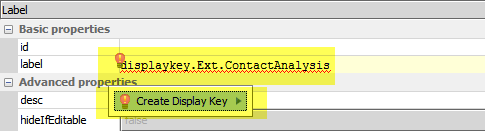 Label
Basic properties
id
label displaykey.Ext.ContactAnalysis
Advanced properties
desc Create Display Key
hideIfEditable false